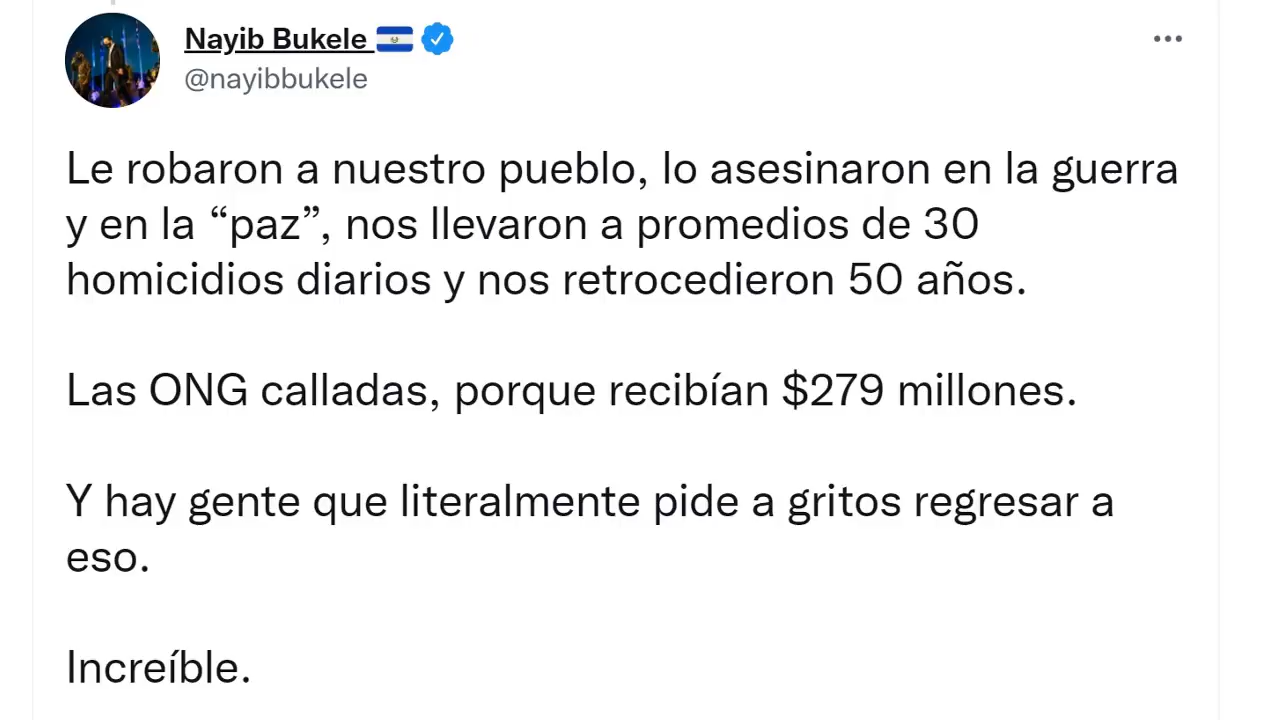 Nayib Bukele
@nayibbukele
Le robaron a nuestro pueblo, lo asesinaron en la guerra
y en la “paz”, nos llevaron a promedios de 30
homicidios diarios y nos retrocedieron 50 años.
Las ONG calladas, porque recibían $279 millones.
Y hay gente que literalmente pide a gritos regresar a
eso.
Increíble.